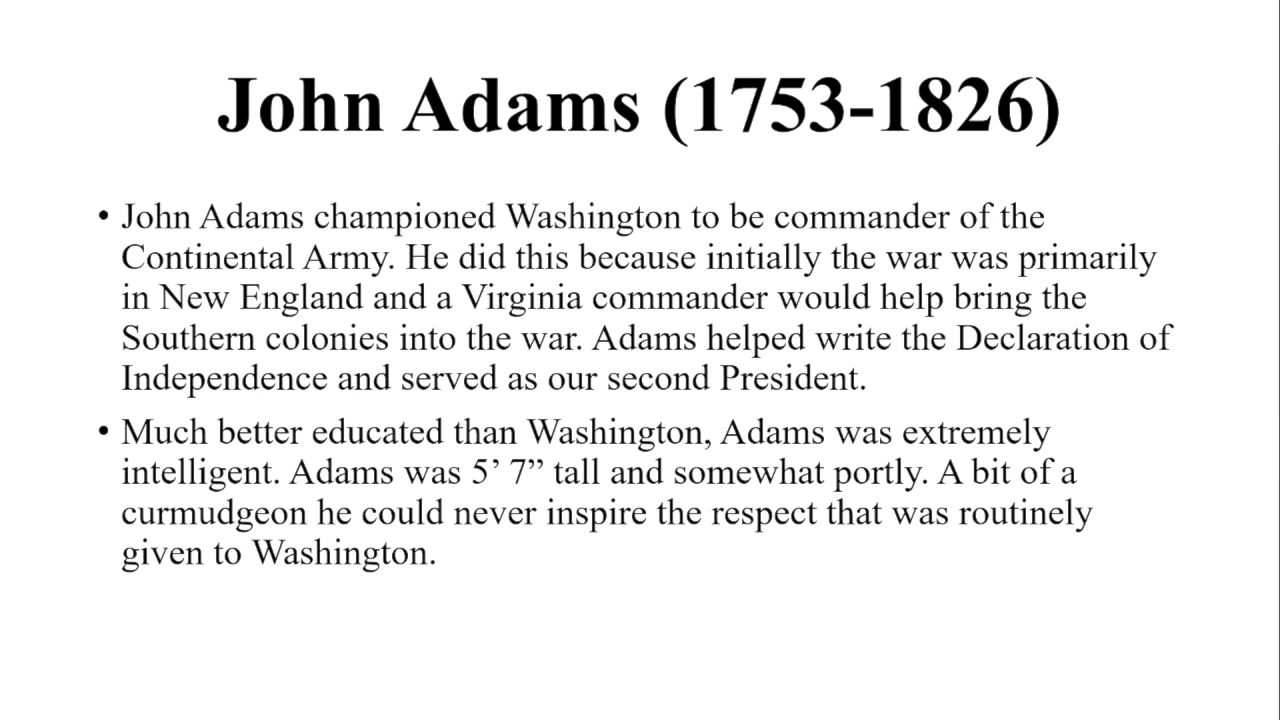 John Adams (1753-1826)
• John Adams championed Washington to be commander of the
Continental Army. He did this because initially the war was primarily
in New England and a Virginia commander would help bring the
Southern colonies into the war. Adams helped write the Declaration of
Independence and served as our second President.
• Much better educated than Washington, Adams was extremely
intelligent. Adams was 5’ 7” tall and somewhat portly. A bit of a
curmudgeon he could never inspire the respect that was routinely
given to Washington.